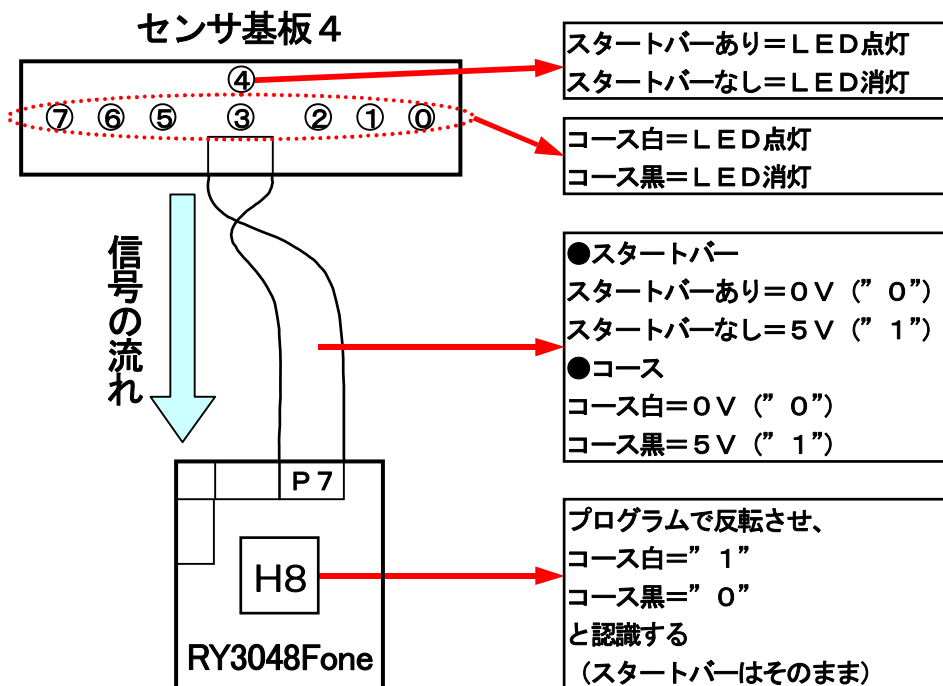 センサ基板４
④
⑦ ⑥ ⑤ ③ ② ① ⓪
スタートバーあり＝ＬＥＤ点灯
スタートバーなし＝ＬＥＤ消灯
コース白＝ＬＥＤ点灯
コース黒＝ＬＥＤ消灯
信号の流れ
●スタートバー
スタートバーあり＝０Ｖ（”０”）
スタートバーなし＝５Ｖ（”１”）
●コース
コース白＝０Ｖ（”０”）
コース黒＝５Ｖ（”１”）
Ｐ７
H8
RY3048Fone
プログラムで反転させ、
コース白＝”１”
コース黒＝”０”
と認識する
（スタートバーはそのまま）